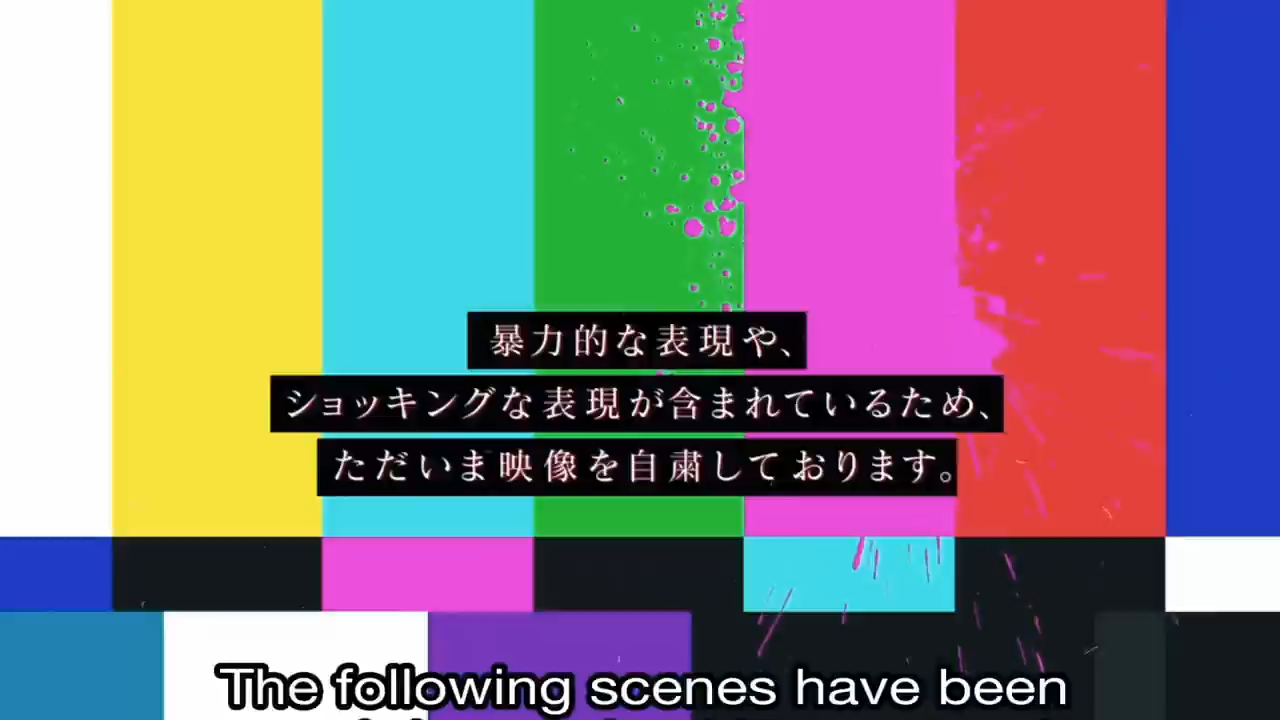 暴力的な表現や、
ショッキングな表現が含まれているため、
ただいま映像を自粛しております。
The following scenes have been